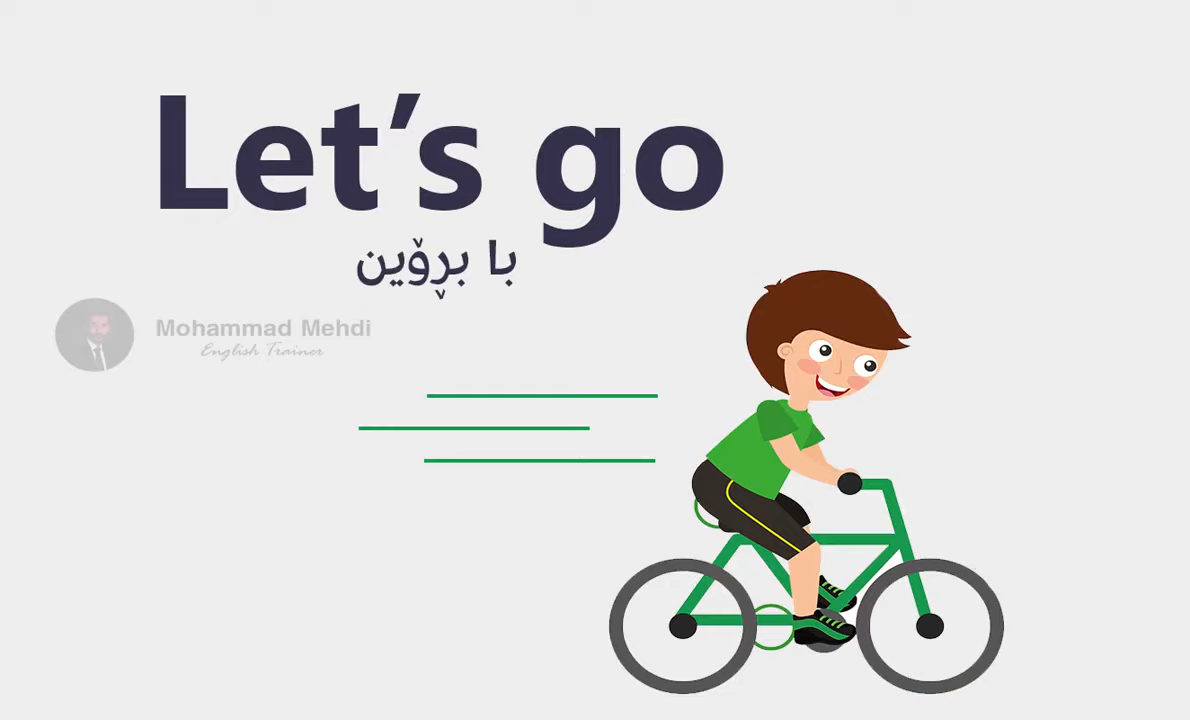 Let's go
با بڕۆین
Mohammad Mehdi
English Trainer